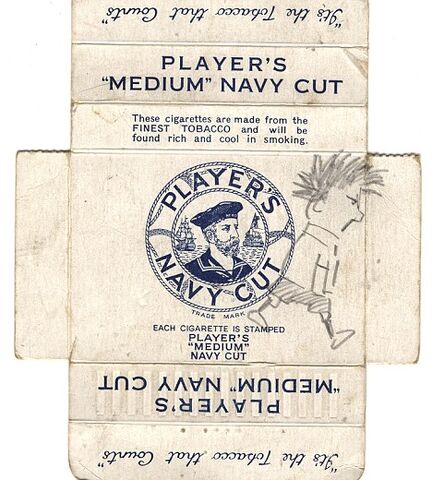 "It's the Tobacco that Counts"
PLAYER'S
"MEDIUM" NAVY CUT
These cigarettes are made from the
FINEST TOBACCO and will be
found rich and cool in smoking.
PLAYER'S
NAVY CUT
TRADE MARK
EACH CIGARETTE IS STAMPED
PLAYER'S
"MEDIUM"
NAVY CUT
PLAYER'S
"MEDIUM" NAVY CUT
"It's the Tobacco that Counts"